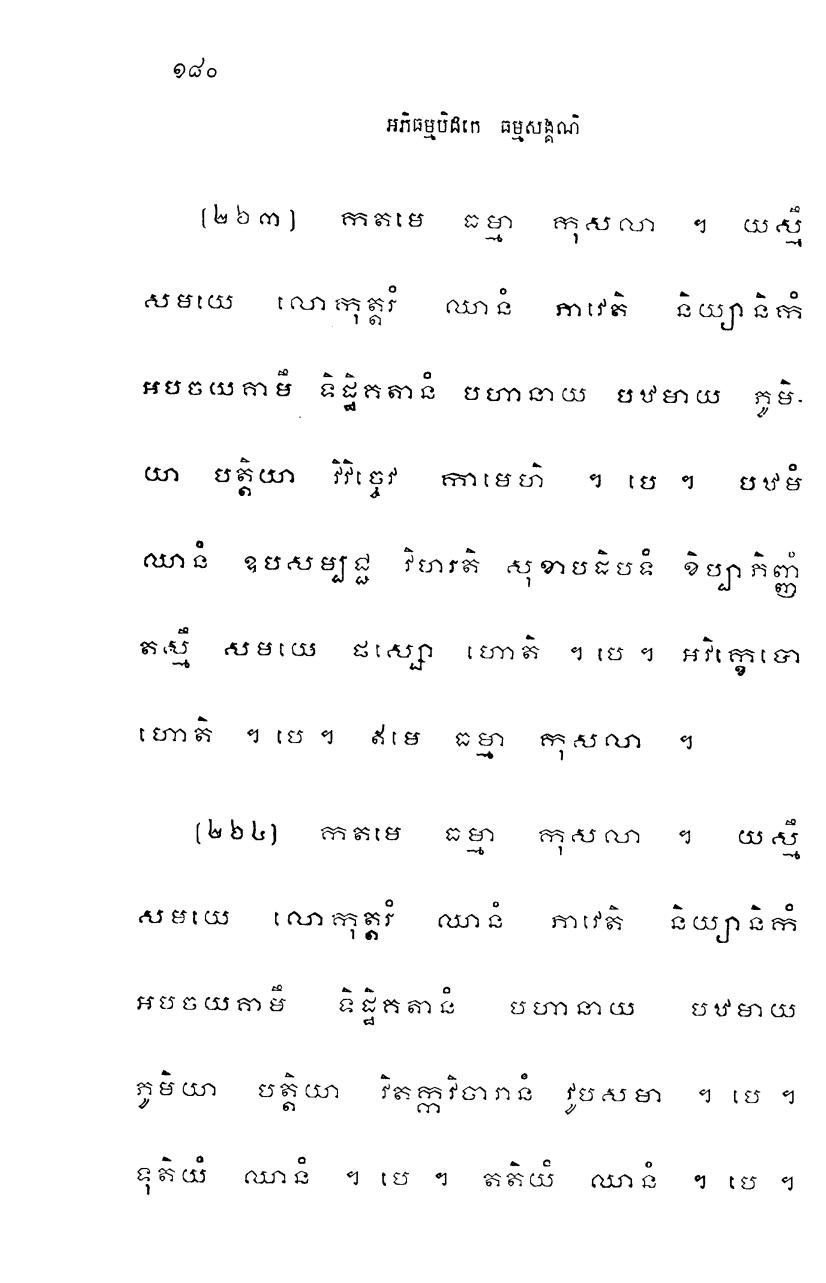 ១៨០
អភិធម្មបិដកេ ធម្មសង្គណិ
(២៦៣) កតមេ ធម្មា កុសលា ។ យស្មឹ
សមយេ លោកុត្តរំ ឈានំ ភាវេតិ និយ្យានិកំ
អបចយគាមឹ ទិដ្ឋិគតានំ បហានាយ បឋមាយ ភូមិ-
យា បត្តិយា វិវិច្ចេវ កាមេហិ ។ បេ ។ បឋមំ
ឈានំ ឧបសម្បជ្ជ វិហរតិ សុខាបដិបទំ ខិប្បាភិញ្ញំ
តស្មឹ សមយេ ផស្សោ ហោតិ ។ បេ ។ អវិក្ខេបោ
ហោតិ ។ បេ ។ ឥមេ ធម្មា កុសលា ។
(២៦៤) កតមេ ធម្មា កុសលា ។ យស្មឹ
សមយេ លោកុត្តរំ ឈានំ ភាវេតិ និយ្យានិកំ
អបចយគាមឹ ទិដ្ឋិគតានំ បហានាយ បឋមាយ
ភូមិយា បត្តិយា វិតក្កវិចារានំ វូបសមា ។ បេ ។
ទុតិយំ ឈានំ ។ បេ ។ តតិយំ ឈានំ ។ បេ ។